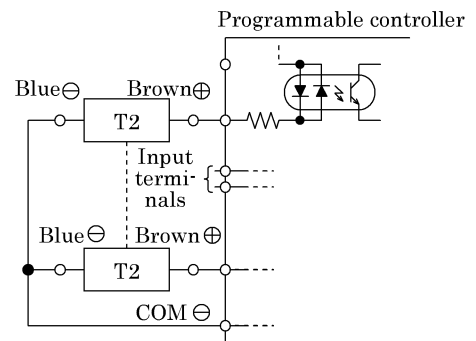 Programmable controller
Blue⊖ Brown⊕
T2
Input
termi-
nals
Blue⊖ Brown⊕
T2
COM⊖